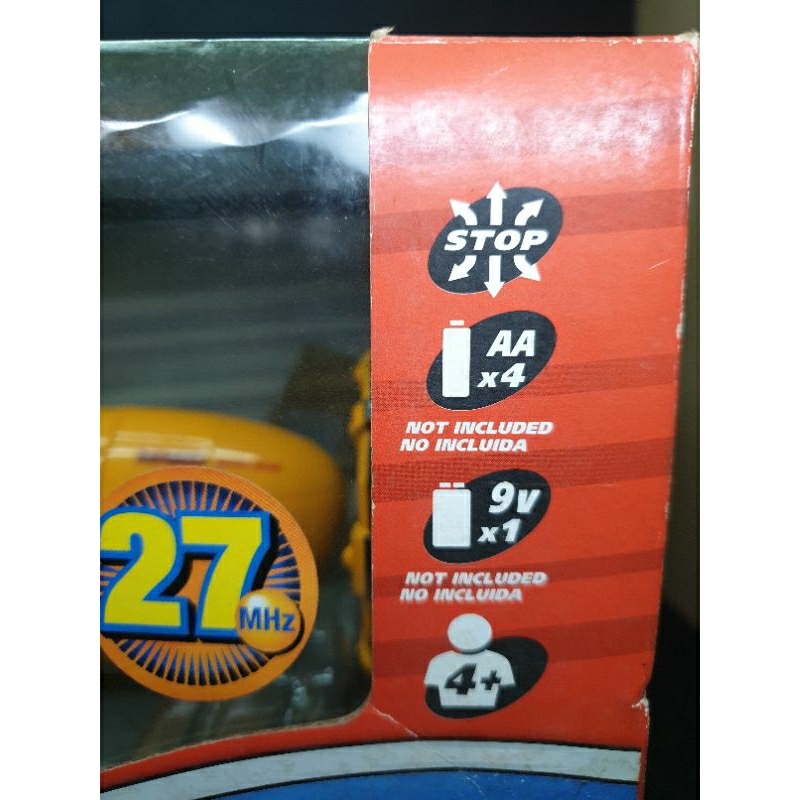 STOP
AA
x4
NOT INCLUDED
NO INCLUIDA
9V
x1
NOT INCLUDED
NO INCLUIDA
4+
27
MHz